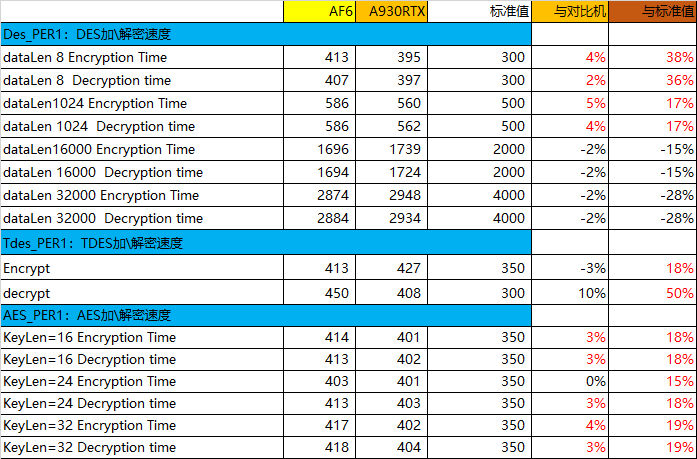 AF6 A930RTX 标准值 与对比机 与标准值
Des_PER1：DES加\解密速度
dataLen 8 Encryption Time 413 395 300 4% 38%
dataLen 8  Decryption time 407 397 300 2% 36%
dataLen1024 Encryption Time 586 560 500 5% 17%
dataLen 1024  Decryption time 586 562 500 4% 17%
dataLen16000 Encryption Time 1696 1739 2000 -2% -15%
dataLen 16000  Decryption time 1694 1724 2000 -2% -15%
dataLen 32000 Encryption Time 2874 2948 4000 -2% -28%
dataLen 32000  Decryption time 2884 2934 4000 -2% -28%
Tdes_PER1：TDES加\解密速度
Encrypt 413 427 350 -3% 18%
decrypt 450 408 300 10% 50%
AES_PER1：AES加\解密速度
KeyLen=16 Encryption Time 414 401 350 3% 18%
KeyLen=16 Decryption time 413 402 350 3% 18%
KeyLen=24 Encryption Time 403 401 350 0% 15%
KeyLen=24 Decryption time 413 403 350 3% 18%
KeyLen=32 Encryption Time 417 402 350 4% 19%
KeyLen=32 Decryption time 418 404 350 3% 19%